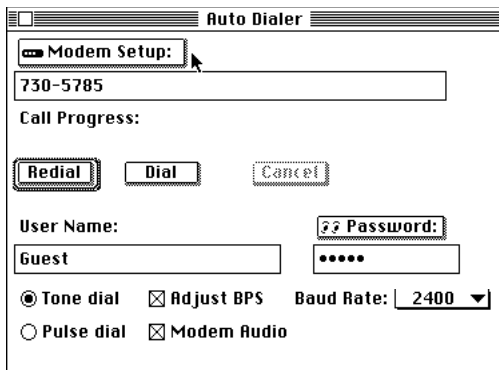 Auto Dialer
Modem Setup:
730-5785
Call Progress:
Redial Dial Cancel
User Name: Password:
Guest •••••
Tone dial Adjust BPS Baud Rate: 2400
Pulse dial Modem Audio